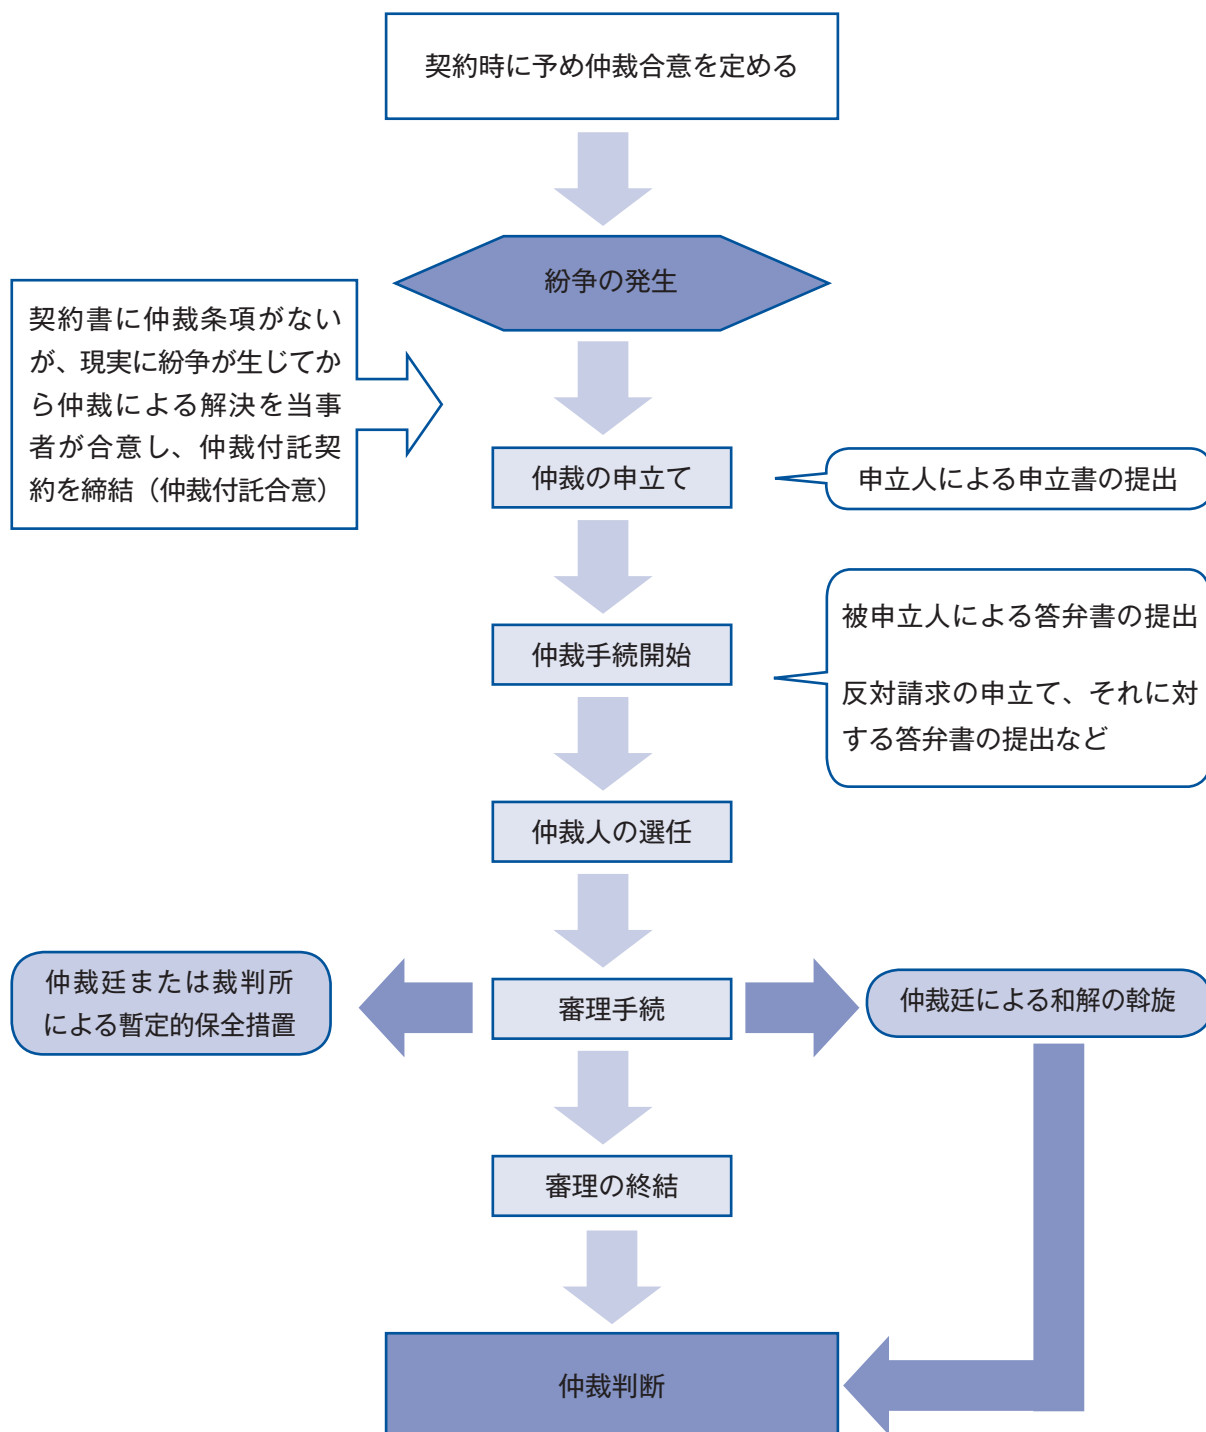 契約時に予め仲裁合意を定める
紛争の発生
契約書に仲裁条項がない
が、現実に紛争が生じてか
ら仲裁による解決を当事
者が合意し、仲裁付託契
約を締結（仲裁付託合意）
仲裁の申立て
申立人による申立書の提出
仲裁手続開始
被申立人による答弁書の提出
反対請求の申立て、それに対
する答弁書の提出など
仲裁人の選任
仲裁廷または裁判所
による暫定的保全措置
審理手続
仲裁廷による和解の斡旋
審理の終結
仲裁判断